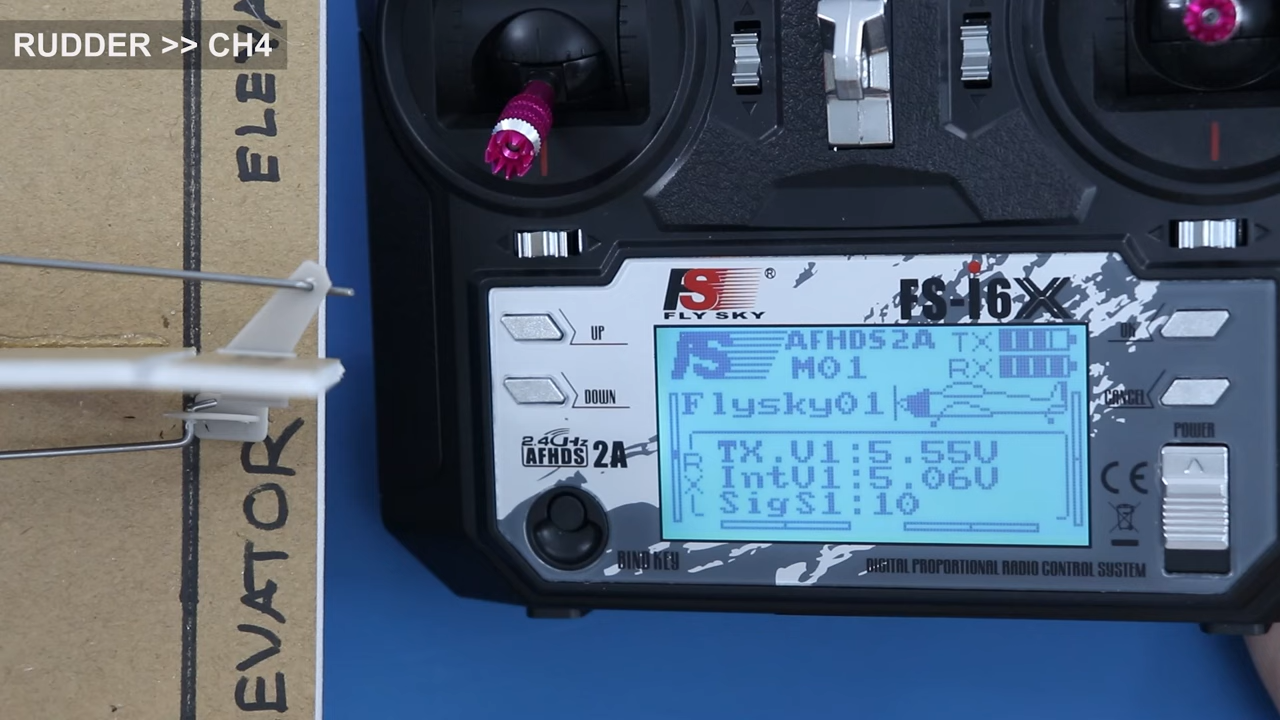 RUDDER >> CH4
ELEVA
EVATOR
FS
®
FLY SKY
FS-i6X
UP
DOWN
2.4GHz
AFHDS 2A
BIND KEY
AFHDS2A TX
M01 RX
Flysky01
TX.V1:5.55V
IntV1:5.06V
SigS1:10
OK
CANCEL
POWER
CE
DIGITAL PROPORTIONAL RADIO CONTROL SYSTEM